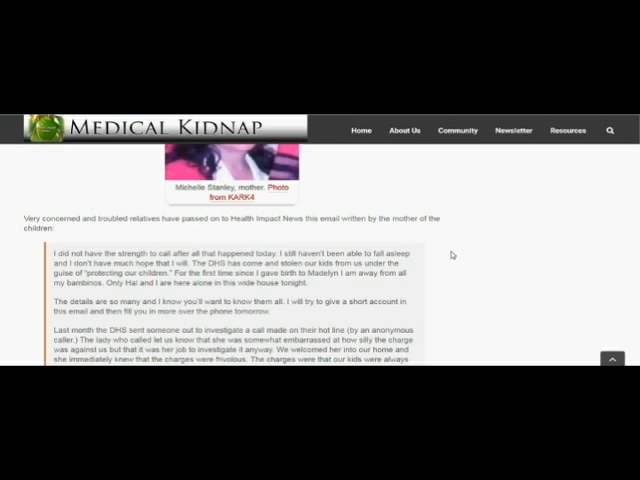 MEDICAL KIDNAP
Home About Us Community Newsletter Resources
Michelle Stanley, mother. Photo
from KARK4
Very concerned and troubled relatives have passed on to Health Impact News this email written by the mother of the
children:
I did not have the strength to call after all that happened today. I still haven't been able to fall asleep
and I don't have much hope that I will. The DHS has come and stolen our kids from us under the
guise of "protecting our children." For the first time since I gave birth to Madelyn I am away from all
my bambinos. Only Hal and I are here alone in this wide house tonight.
The details are so many and I know you'll want to know them all. I will try to give a short account in
this email and then fill you in more over the phone tomorrow.
Last month the DHS sent someone out to investigate a call made on their hot line (by an anonymous
caller.) The lady who called let us know that she was somewhat embarrassed at how silly the charge
was against us but that it was her job to investigate it anyway. We welcomed her into our home and
she immediately knew that the charges were frivolous. The charges were that our kids were always